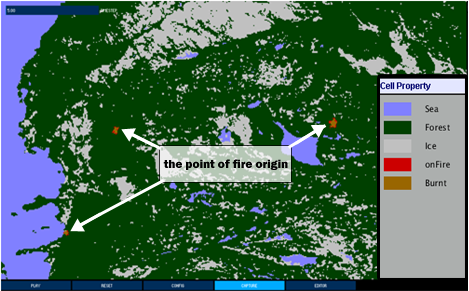 Cell Property
Sea
Forest
Ice
onFire
Burnt
the point of fire origin
PLAY
RESET
CONFIG
CAPTURE
EDITOR